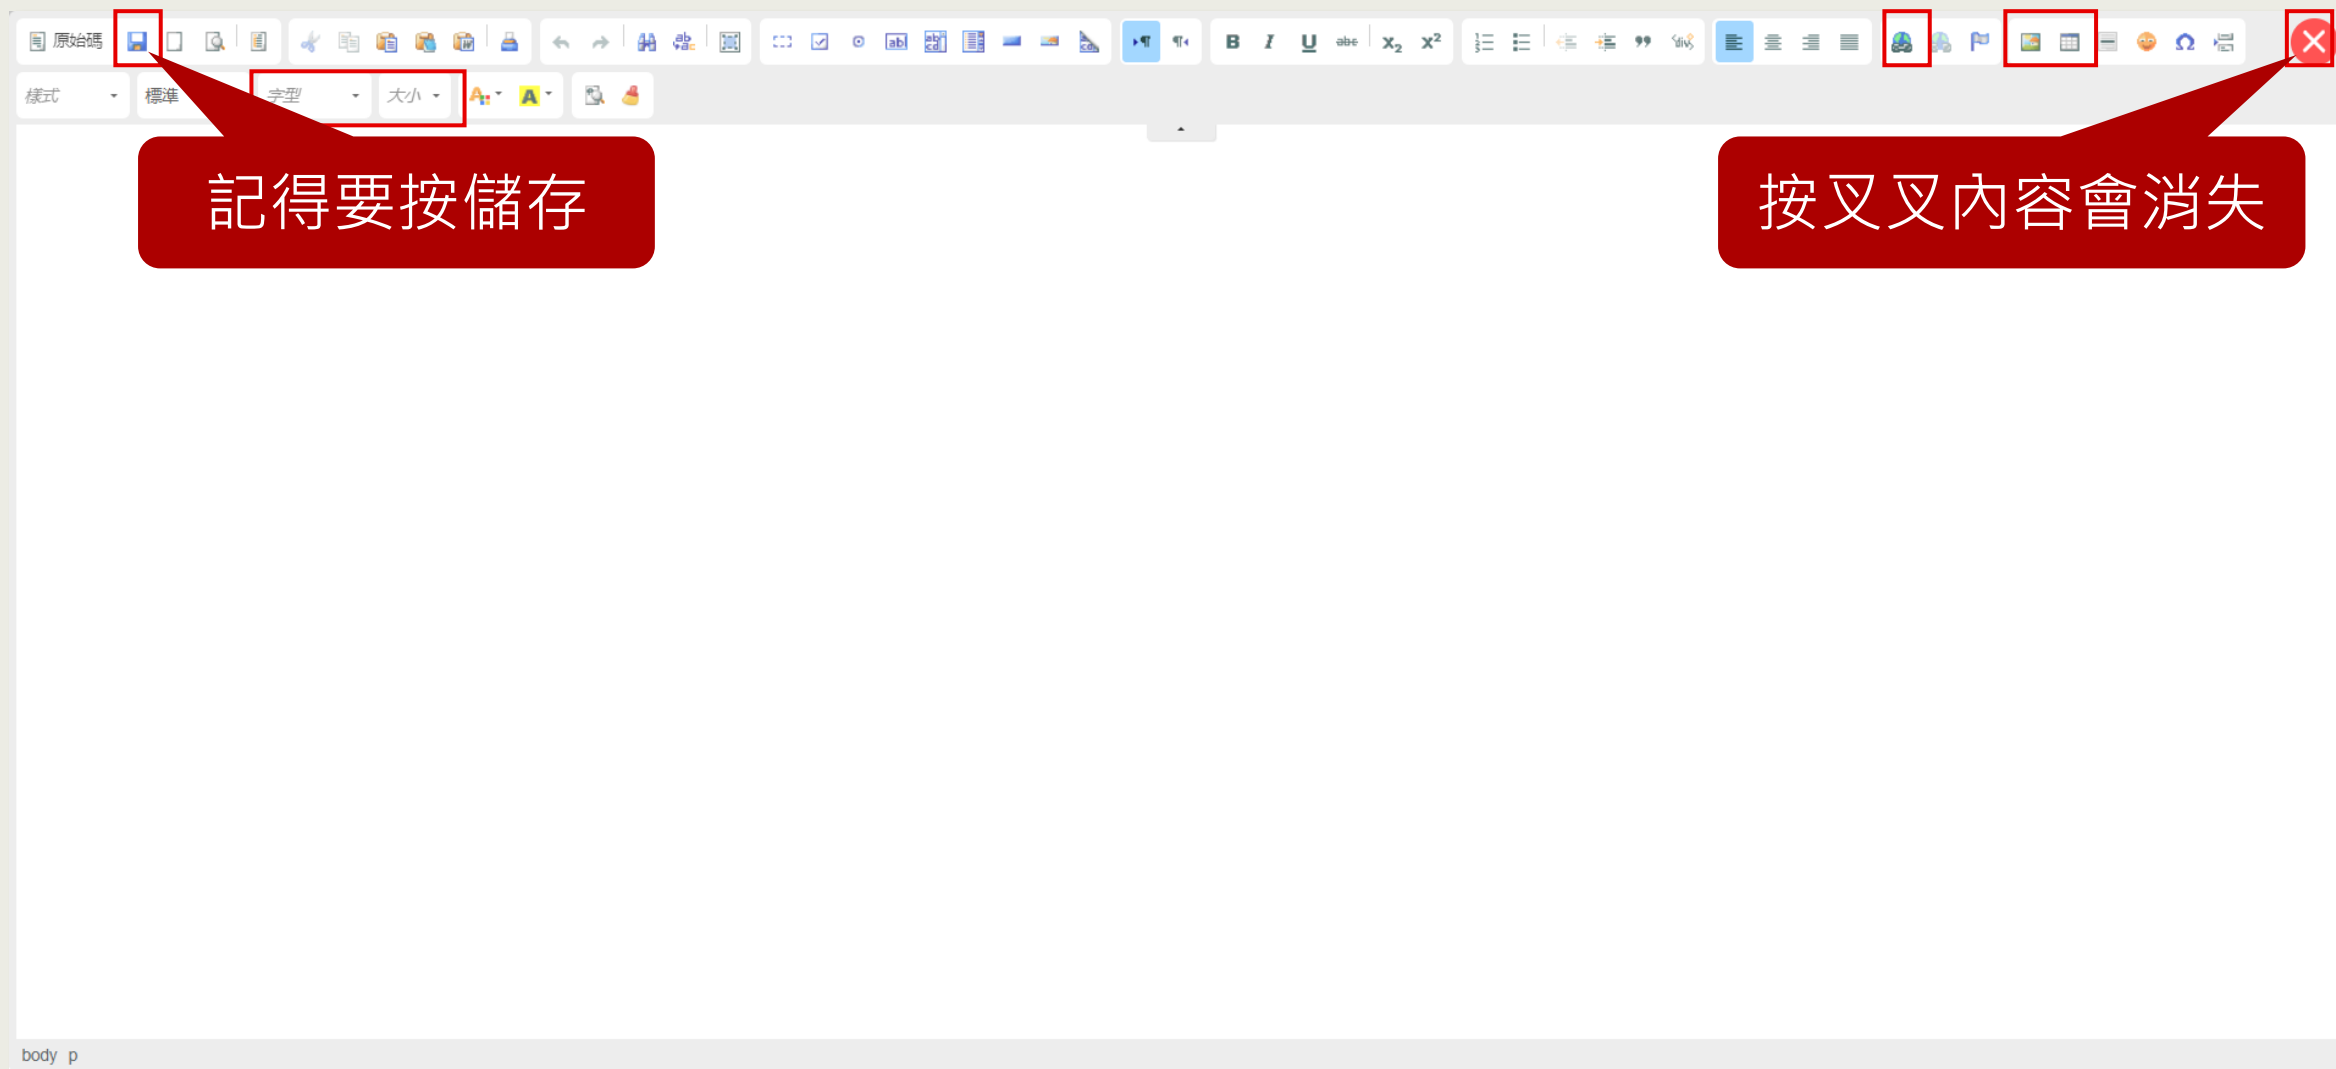 原始碼
樣式 標準 字型 大小
記得要按儲存
按叉叉內容會消失
body p